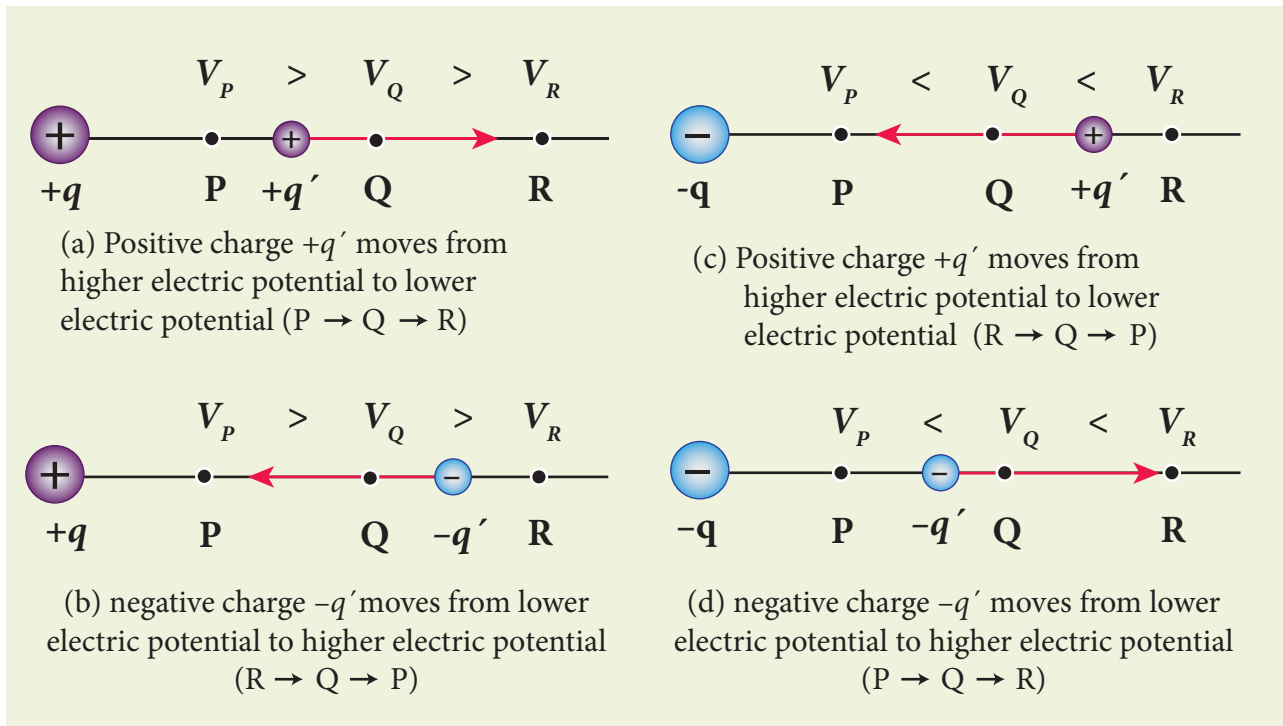 V_P > V_Q > V_R
+
+
+q P +q′ Q R
(a) Positive charge +q′ moves from
higher electric potential to lower
electric potential (P → Q → R)
V_P < V_Q < V_R
−
+
-q P Q +q′ R
(c) Positive charge +q′ moves from
higher electric potential to lower
electric potential (R → Q → P)
V_P > V_Q > V_R
+
−
+q P Q –q′ R
(b) negative charge –q′ moves from lower
electric potential to higher electric potential
(R → Q → P)
V_P < V_Q < V_R
−
−
–q P –q′ Q R
(d) negative charge –q′ moves from lower
electric potential to higher electric potential
(P → Q → R)